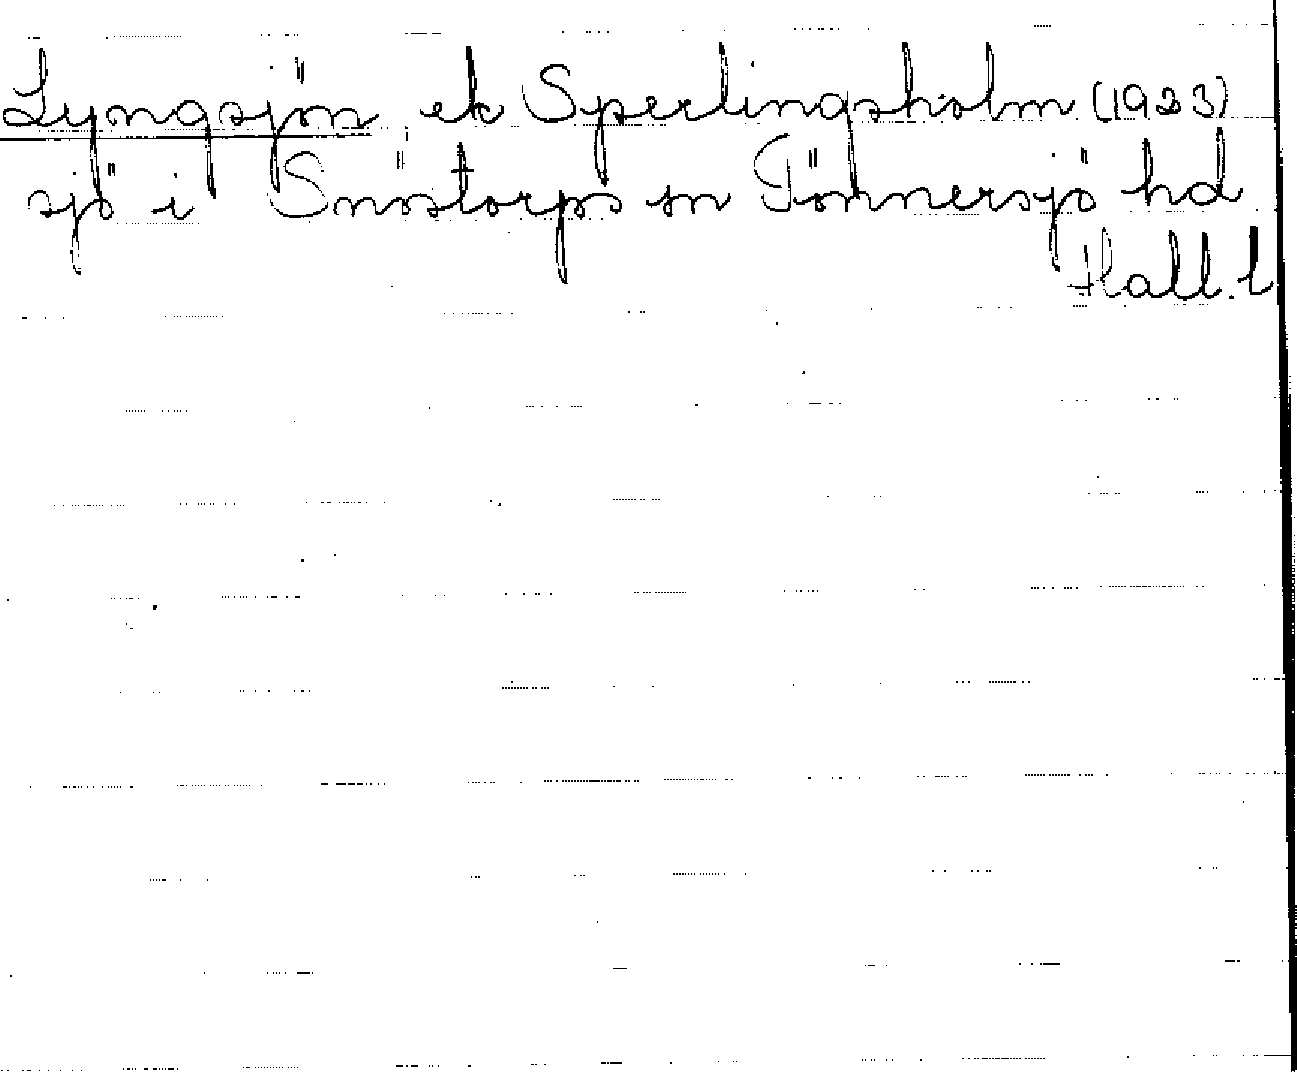 Lyngsjön ek Sperlingsholm (1923)
sjö i Snöstorps sn Tönnersjö hd
Hall. l